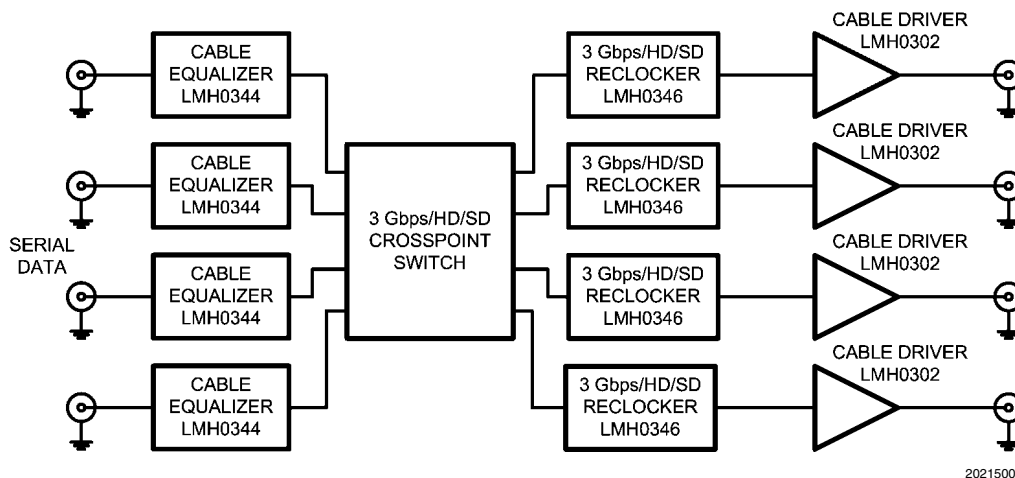 CABLE DRIVER
LMH0302
CABLE
EQUALIZER
LMH0344
3 Gbps/HD/SD
RECLOCKER
LMH0346
CABLE DRIVER
LMH0302
CABLE
EQUALIZER
LMH0344
3 Gbps/HD/SD
RECLOCKER
LMH0346
3 Gbps/HD/SD
CROSSPOINT
SWITCH
SERIAL
DATA
CABLE DRIVER
LMH0302
CABLE
EQUALIZER
LMH0344
3 Gbps/HD/SD
RECLOCKER
LMH0346
CABLE DRIVER
LMH0302
CABLE
EQUALIZER
LMH0344
3 Gbps/HD/SD
RECLOCKER
LMH0346
2021500